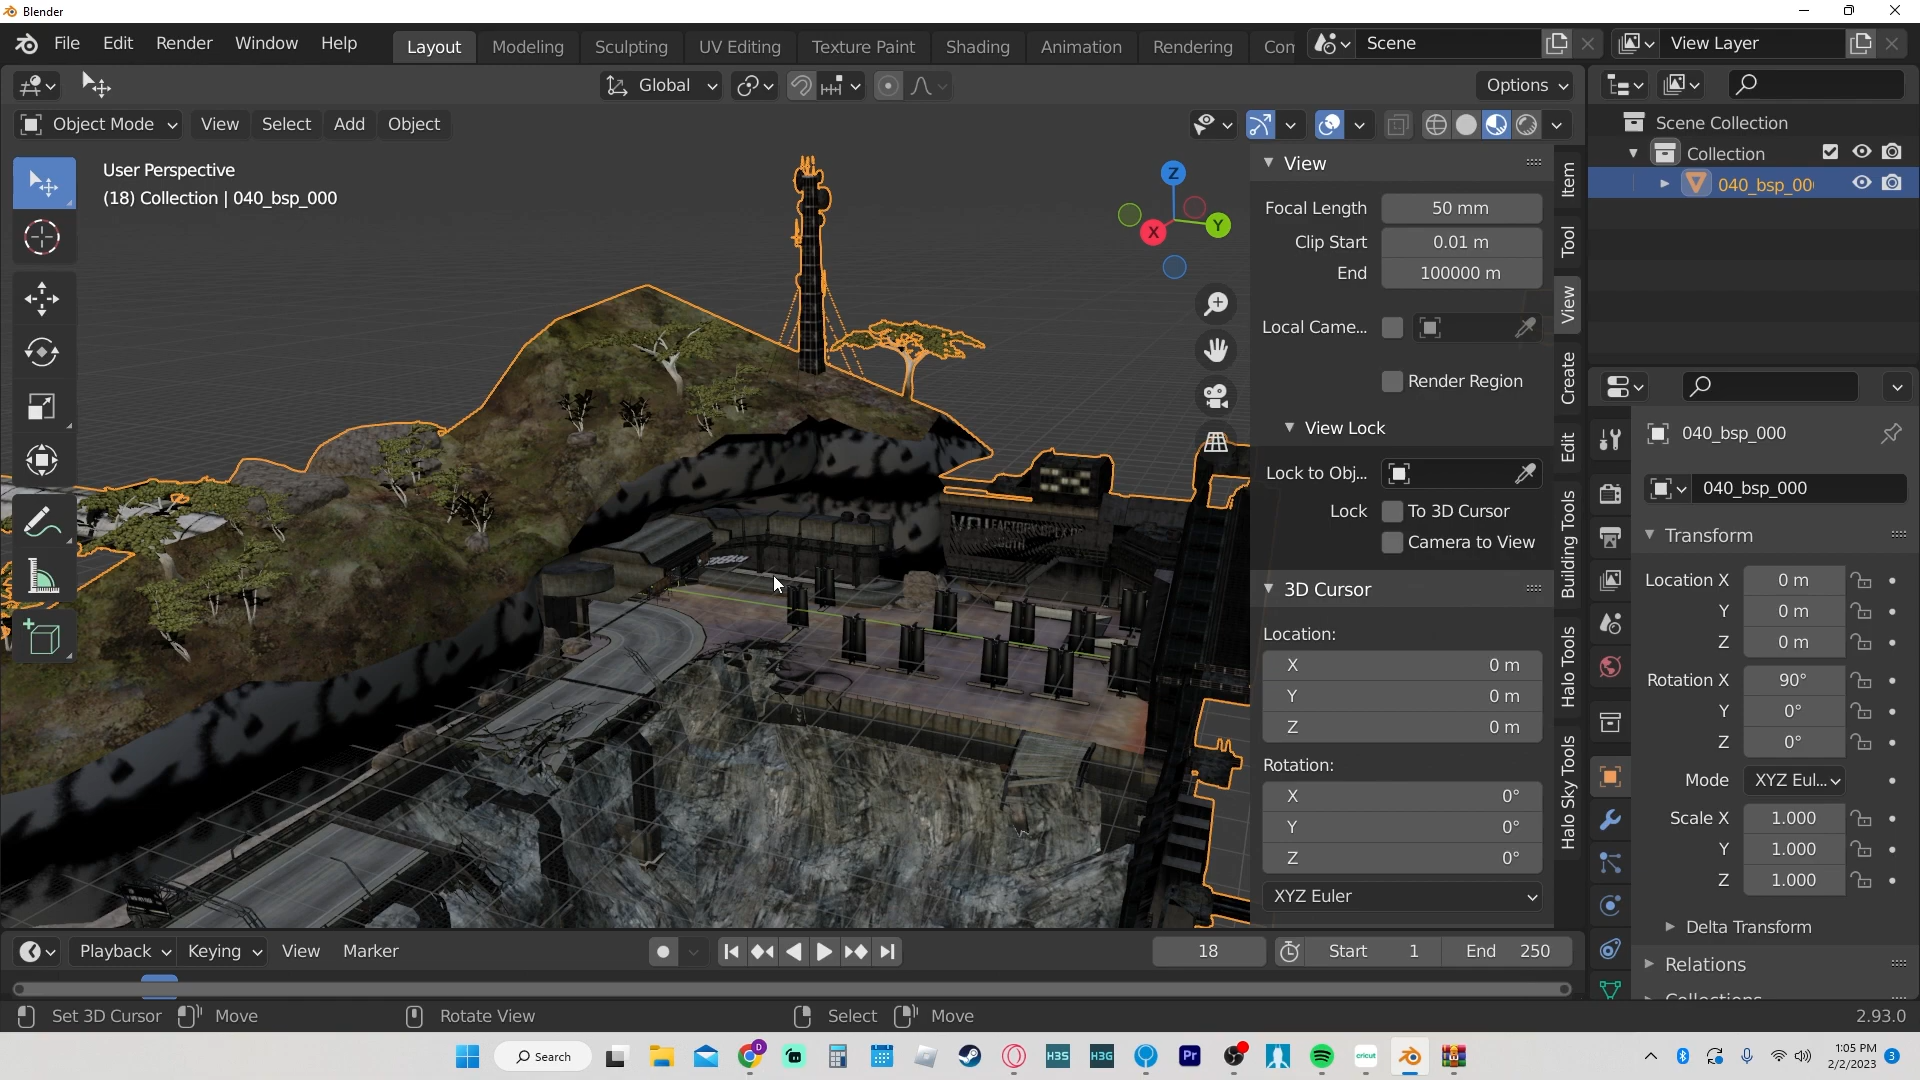 Blender
File Edit Render Window Help
Layout Modeling Sculpting UV Editing Texture Paint Shading Animation Rendering Con
Scene
View Layer
Global
Options
Object Mode View Select Add Object
User Perspective
(18) Collection | 040_bsp_000
Z
Y
X
View
Focal Length 50 mm
Clip Start 0.01 m
End 100000 m
Local Came...
Render Region
View Lock
Lock to Obj...
Lock To 3D Cursor
Camera to View
3D Cursor
Location:
X 0 m
Y 0 m
Z 0 m
Rotation:
X 0°
Y 0°
Z 0°
XYZ Euler
Item
Tool
View
Create
Edit
Building Tools
Halo Tools
Halo Sky Tools
Scene Collection
Collection
040_bsp_00
040_bsp_000
040_bsp_000
Transform
Location X 0 m
Y 0 m
Z 0 m
Rotation X 90°
Y 0°
Z 0°
Mode XYZ Eul...
Scale X 1.000
Y 1.000
Z 1.000
Delta Transform
Relations
Collections
Playback Keying View Marker
18
Start 1
End 250
Set 3D Cursor Move Rotate View Select Move
2.93.0
Search
D
H3S
H3G
Pr
cricut
1:05 PM
2/2/2023
3